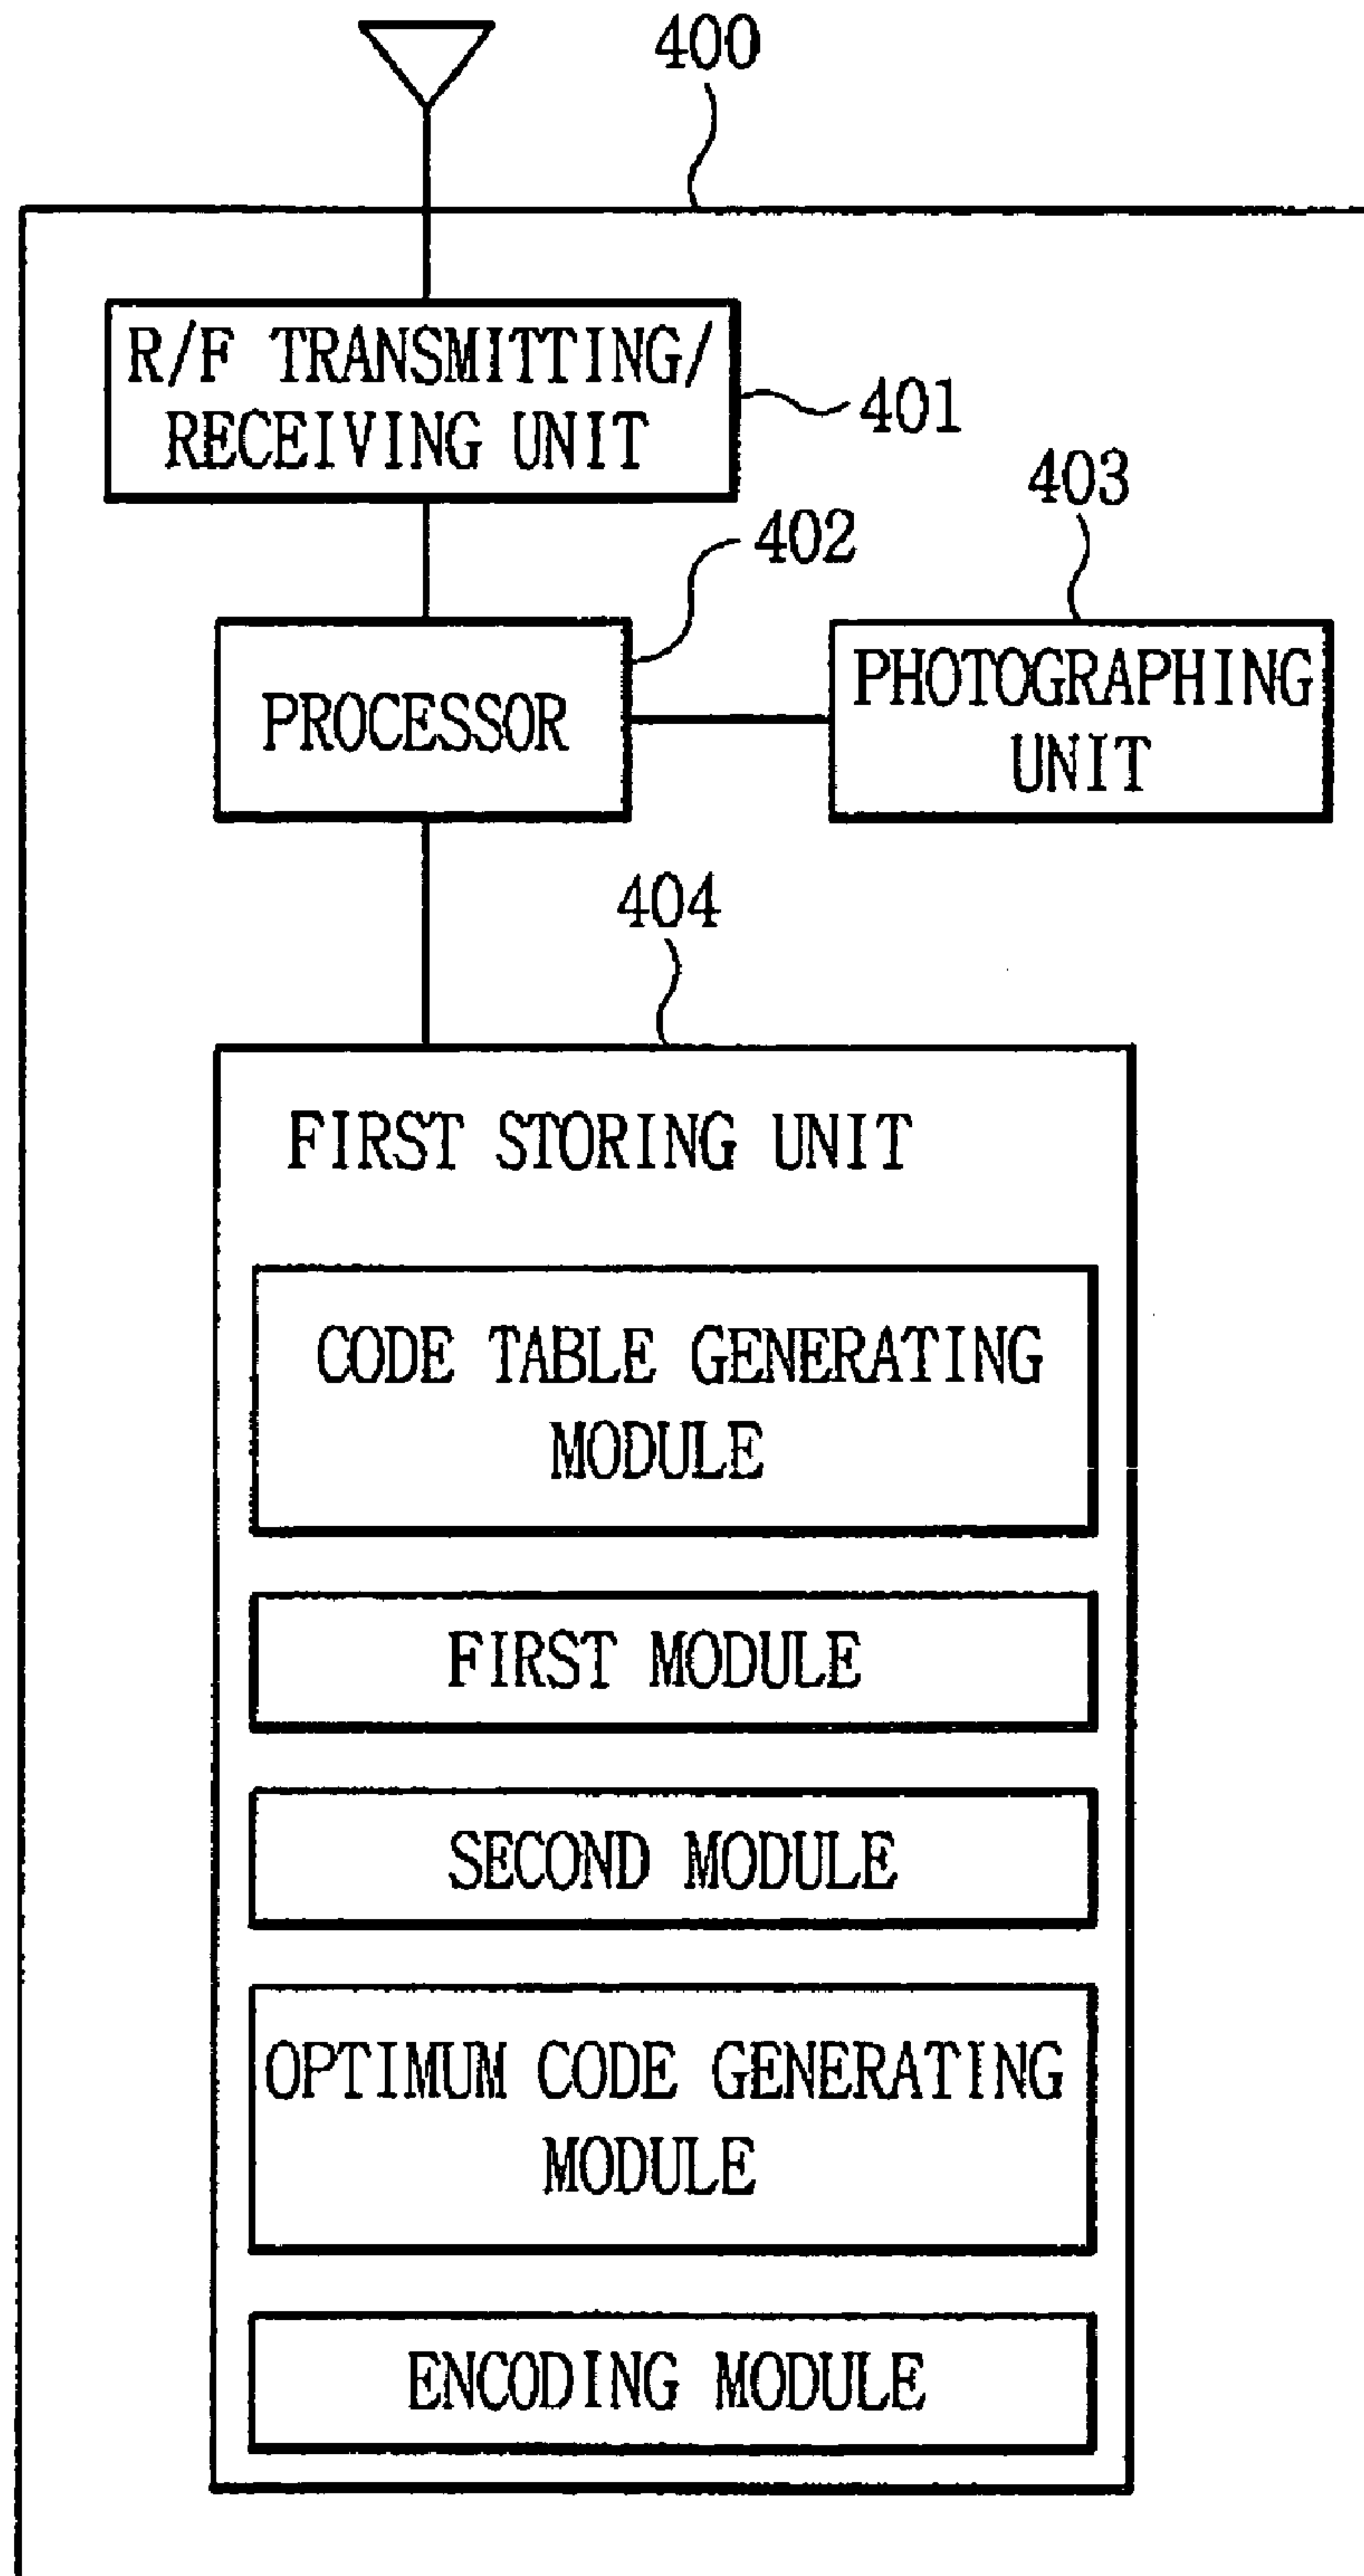 400
R/F TRANSMITTING/
RECEIVING UNIT
401
403
402
PROCESSOR
PHOTOGRAPHING
UNIT
404
FIRST STORING UNIT
CODE TABLE GENERATING
MODULE
FIRST MODULE
SECOND MODULE
OPTIMUM CODE GENERATING
MODULE
ENCODING MODULE